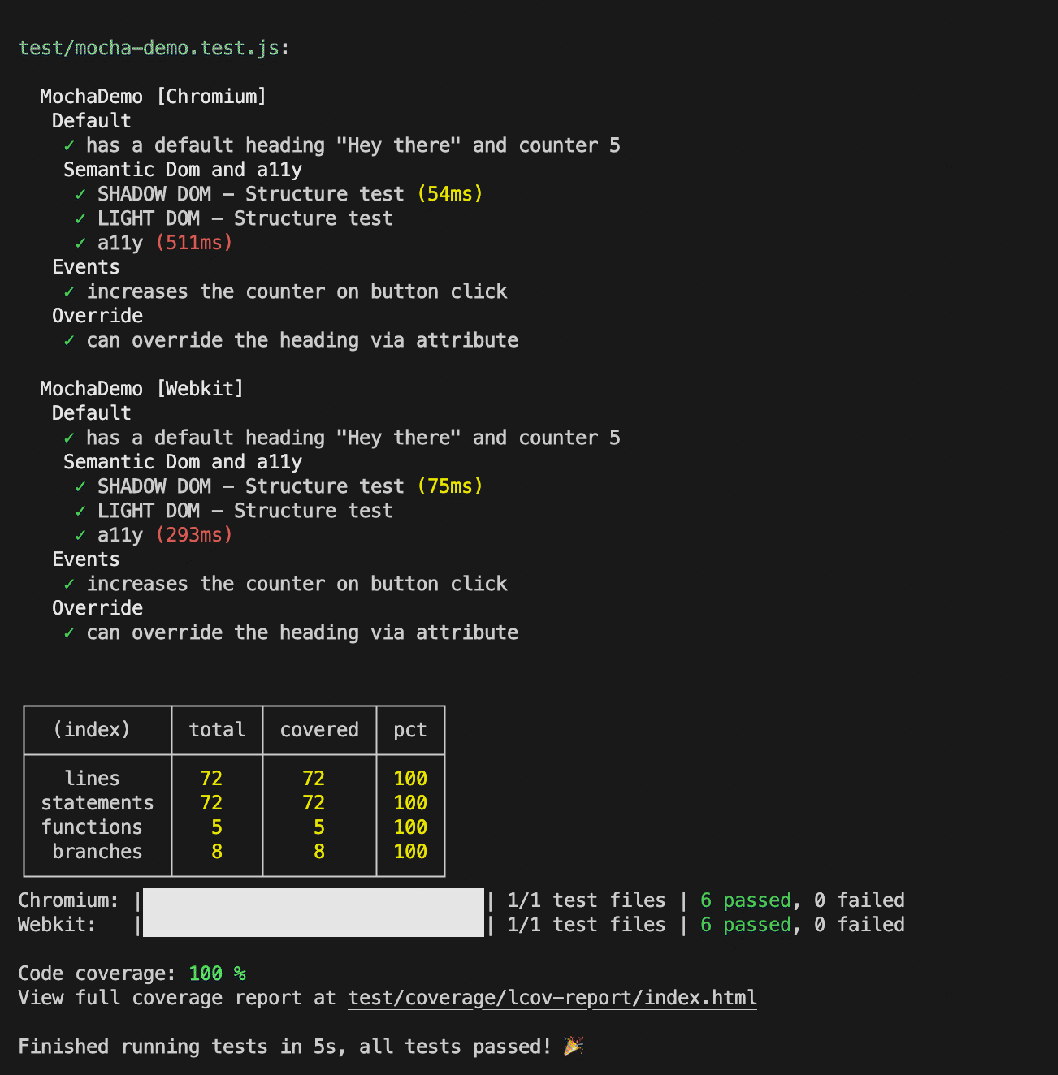 test/mocha-demo.test.js:
MochaDemo [Chromium]
Default
✓ has a default heading "Hey there" and counter 5
Semantic Dom and a11y
✓ SHADOW DOM – Structure test (54ms)
✓ LIGHT DOM – Structure test
✓ a11y (511ms)
Events
✓ increases the counter on button click
Override
✓ can override the heading via attribute
MochaDemo [Webkit]
Default
✓ has a default heading "Hey there" and counter 5
Semantic Dom and a11y
✓ SHADOW DOM – Structure test (75ms)
✓ LIGHT DOM – Structure test
✓ a11y (293ms)
Events
✓ increases the counter on button click
Override
✓ can override the heading via attribute
(index) total covered pct
lines 72 72 100
statements 72 72 100
functions 5 5 100
branches 8 8 100
Chromium: | | 1/1 test files | 6 passed, 0 failed
Webkit: | | 1/1 test files | 6 passed, 0 failed
Code coverage: 100 %
View full coverage report at test/coverage/lcov-report/index.html
Finished running tests in 5s, all tests passed! 🎉